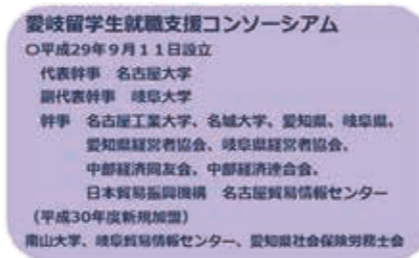 愛岐留学生就職支援コンソーシアム
○平成29年9月11日設立
代表幹事 名古屋大学
副代表幹事 岐阜大学
幹事 名古屋工業大学、名城大学、愛知県、岐阜県、
愛知県経営者協会、岐阜県経営者協会、
中部経済同友会、中部経済連合会、
日本貿易振興機構 名古屋貿易情報センター
（平成30年度新規加盟）
南山大学、岐阜貿易情報センター、愛知県社会保険労務士会